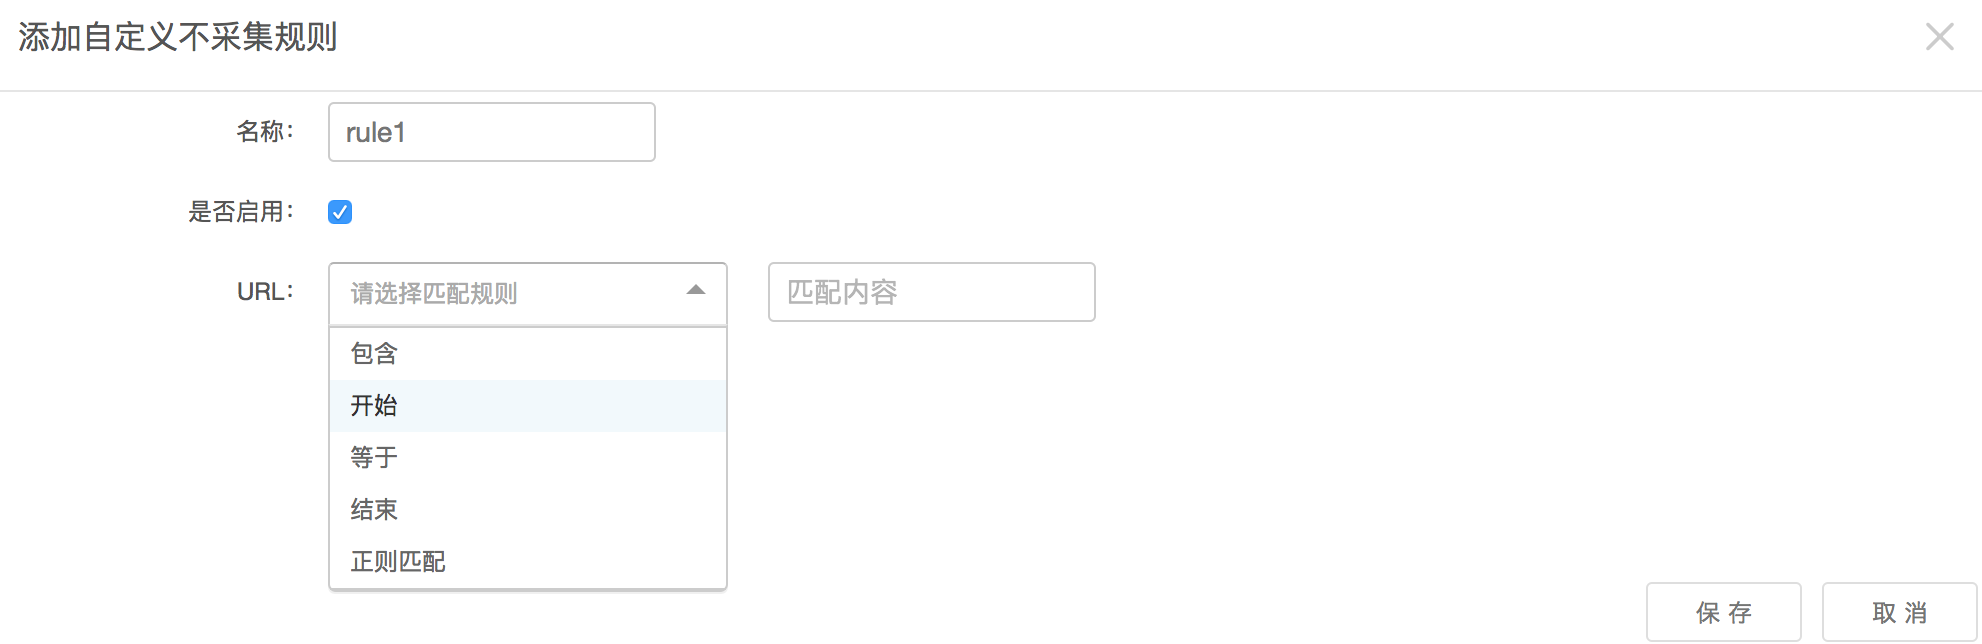 添加自定义不采集规则
名称：
rule1
是否启用：
URL：
请选择匹配规则
匹配内容
包含
开始
等于
结束
正则匹配
保 存
取 消